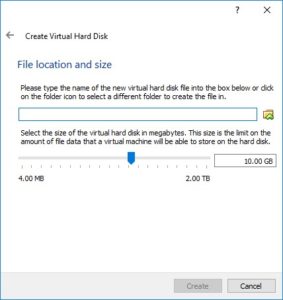 ?
Create Virtual Hard Disk
File location and size
Please type the name of the new virtual hard disk file into the box below or click
on the folder icon to select a different folder to create the file in.
Select the size of the virtual hard disk in megabytes. This size is the limit on the
amount of file data that a virtual machine will be able to store on the hard disk.
10.00 GB
4.00 MB 2.00 TB
Create Cancel